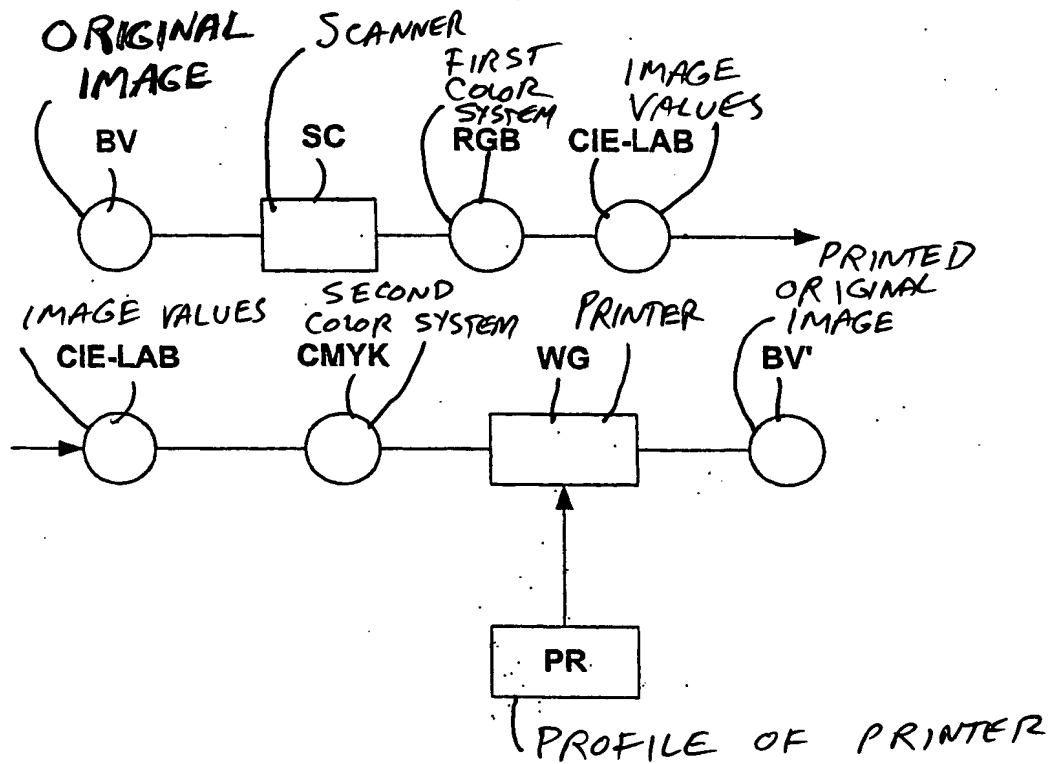 ORIGINAL
IMAGE
SCANNER
FIRST
COLOR
SYSTEM
IMAGE
VALUES
BV
SC
RGB
CIE-LAB
PRINTED
ORIGINAL
IMAGE
IMAGE VALUES
SECOND
COLOR SYSTEM
PRINTER
CIE-LAB
CMYK
WG
BV'
PR
PROFILE OF PRINTER